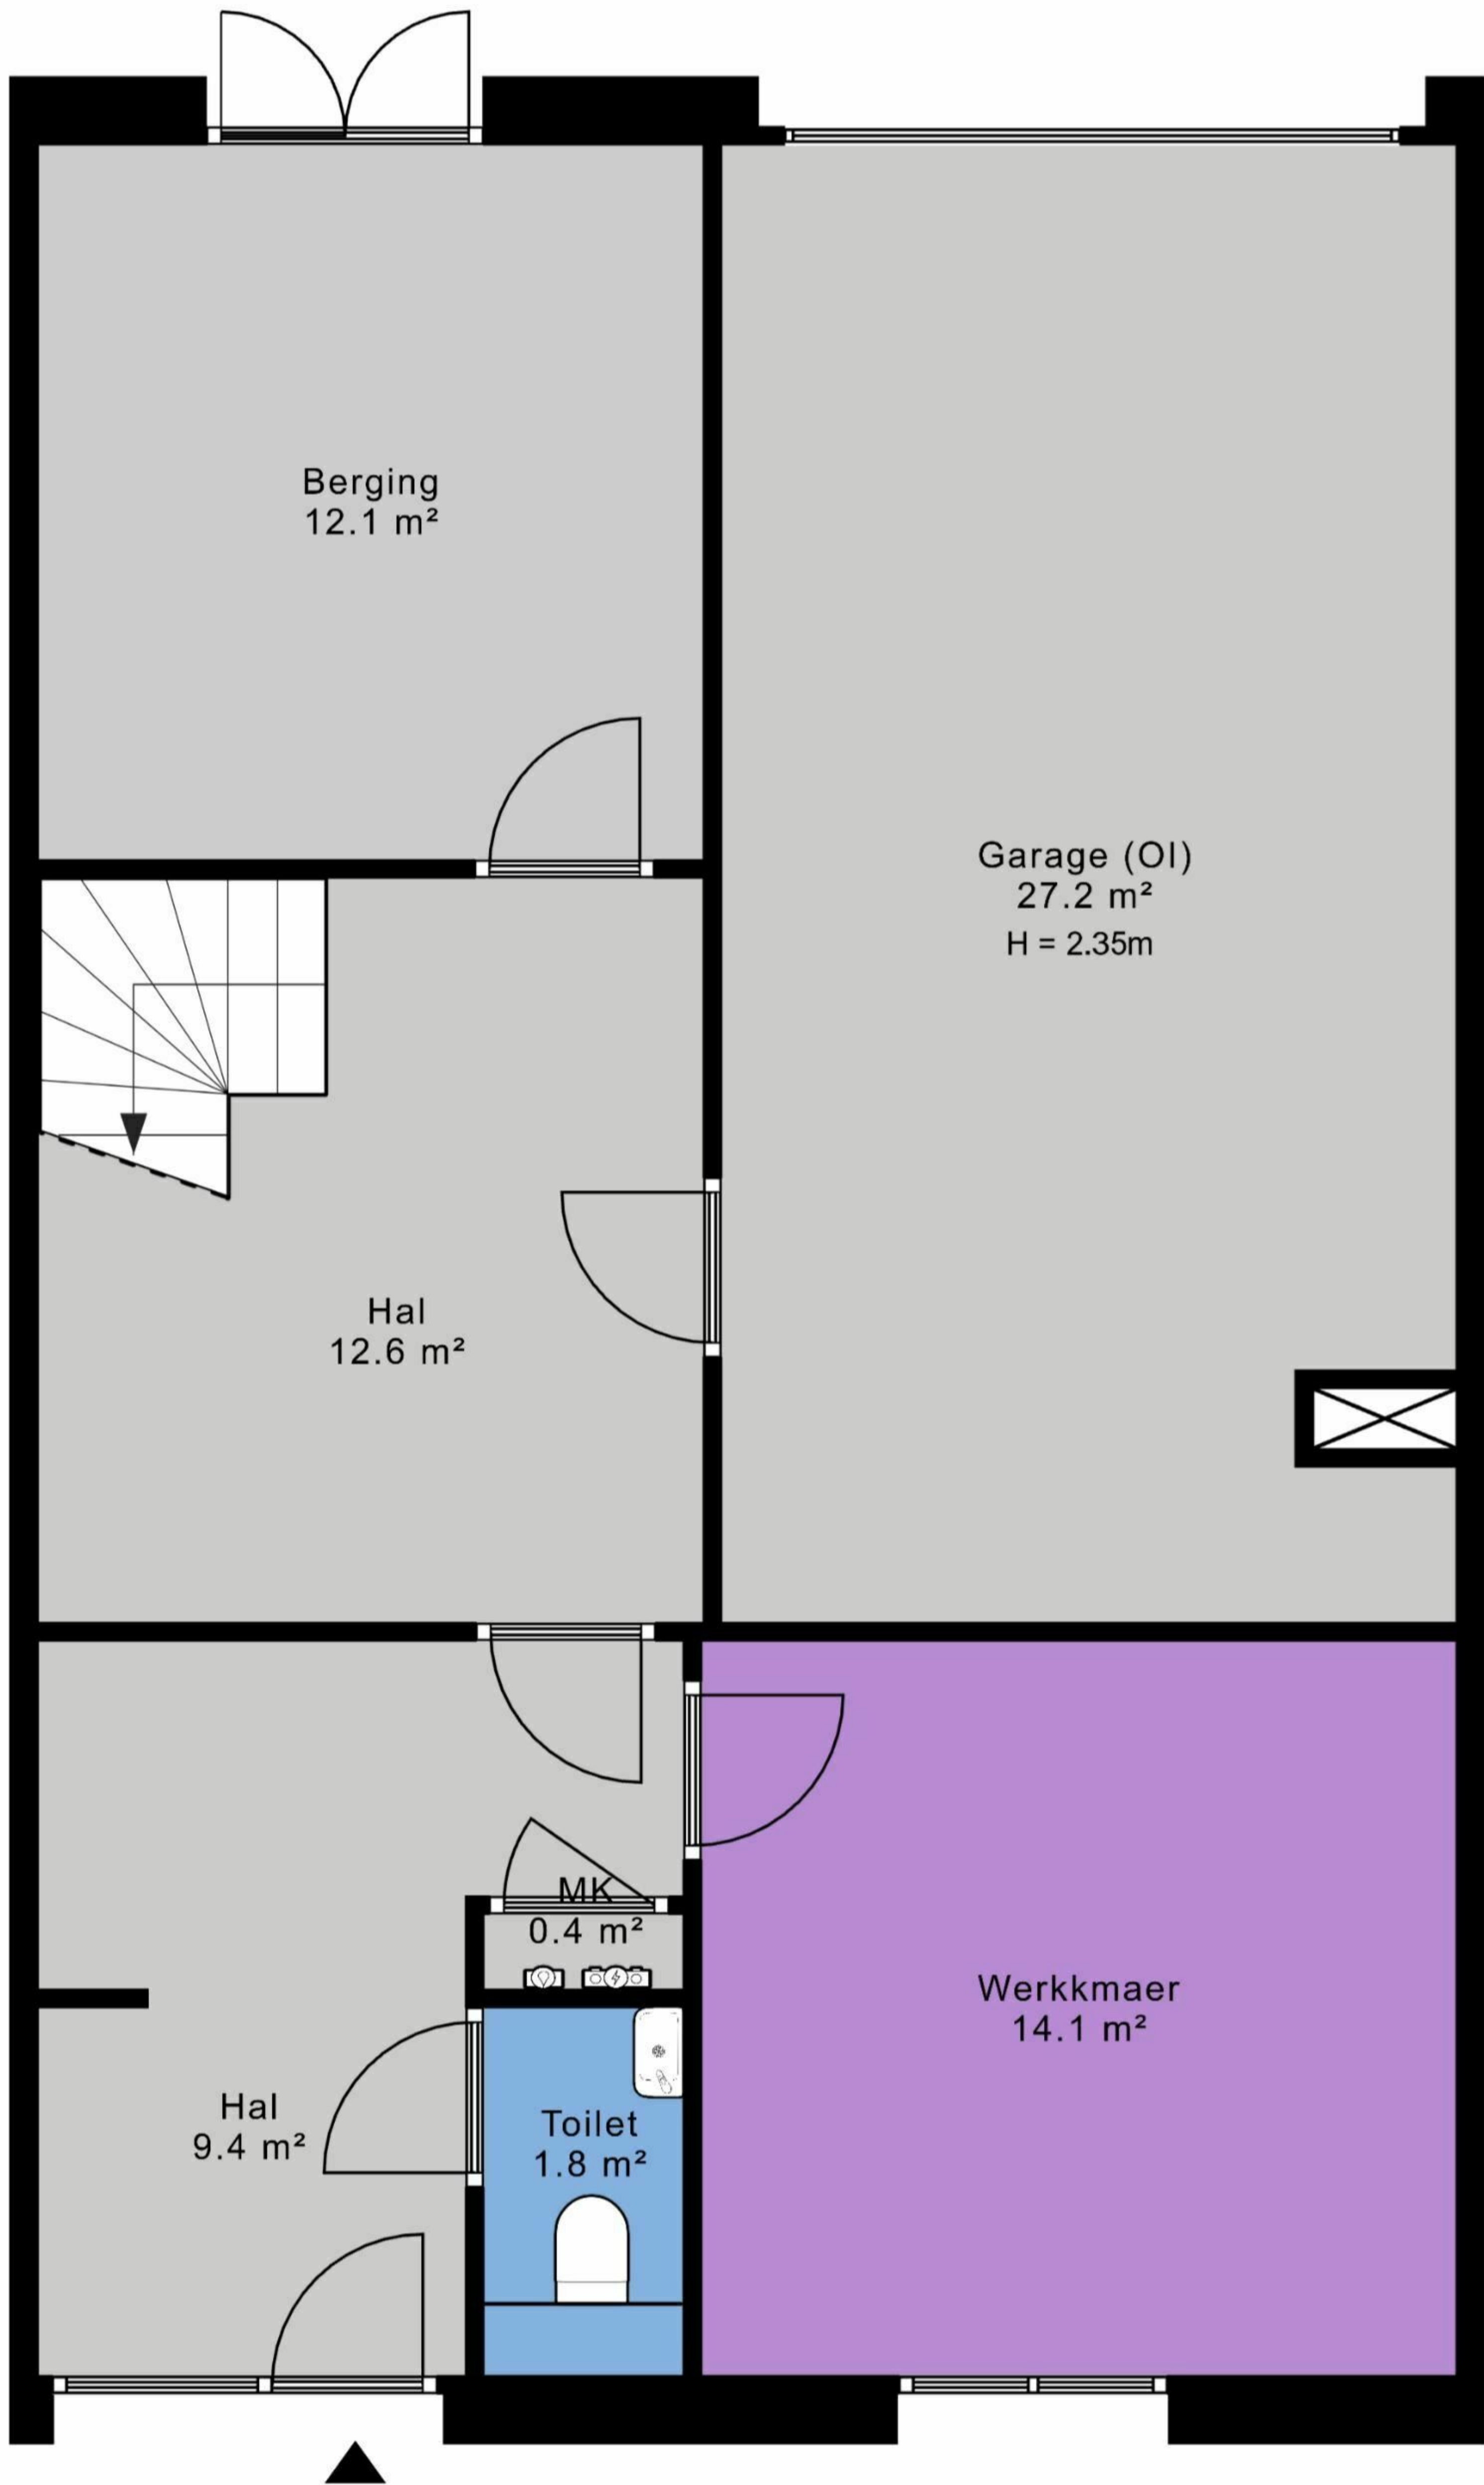 Berging
12.1 m²
Garage (OI)
27.2 m²
H = 2.35m
Hal
12.6 m²
MK
0.4 m²
Werkkmaer
14.1 m²
Hal
9.4 m²
Toilet
1.8 m²